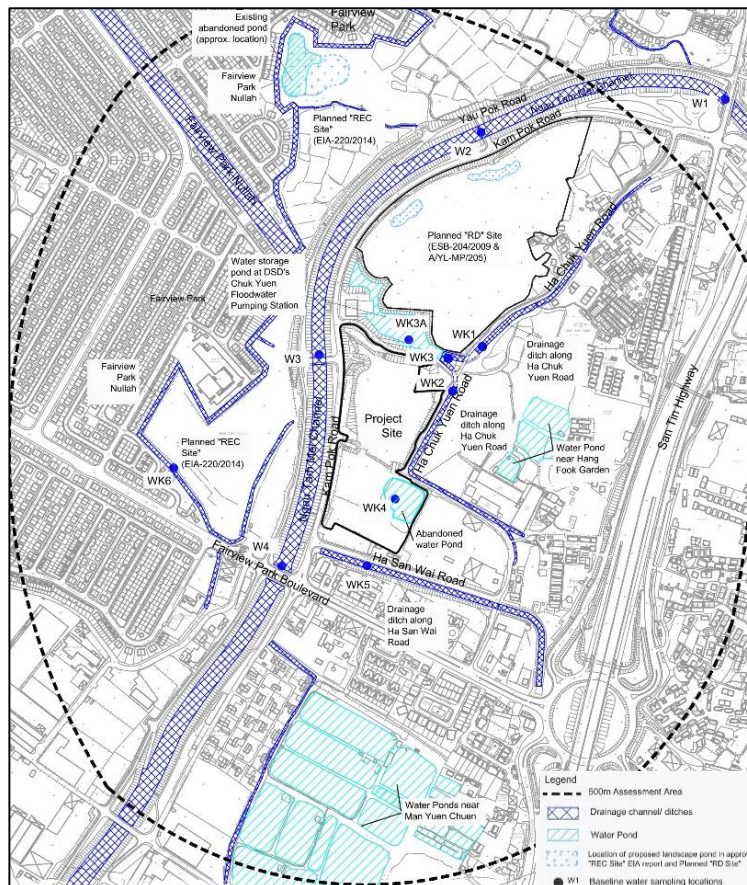 Existing
abandoned pond
(approx. location)
Fairview
Park
Fairview
Park
Nullah
Planned "REC
Site"
(EIA-220/2014)
Yau Pok Road
Ngau Tam Mei Channel
Kam Pok Road
W1
W2
Fairview Park Nullah
Planned "RD" Site
(ESB-204/2009 &
A/YL-MP/205)
Ha Chuk Yuen Road
Water storage
pond at DSD's
Chuk Yuen
Floodwater
Pumping Station
Fairview Park
WK3A
WK1
WK3
WK2
W3
Drainage
ditch along
Ha Chuk
Yuen Road
San Tin Highway
Fairview
Park
Nullah
Project
Site
Ha Chuk Yuen Road
Drainage
ditch along
Ha Chuk
Yuen Road
Water Pond
near Hang
Fook Garden
Ngau Tam Mei Channel
Kam Pok Road
Planned "REC
Site"
(EIA-220/2014)
WK6
WK4
Abandoned
water Pond
W4
Fairview Park Boulevard
Ha San Wai Road
WK5
Drainage
ditch along
Ha San Wai
Road
Water Ponds near
Man Yuen Chuen
Legend
500m Assessment Area
Drainage channel/ ditches
Water Pond
Location of proposed landscape pond in approv
"REC Site" EIA report and Planned "RD Site"
W1 Baseline water sampling locations